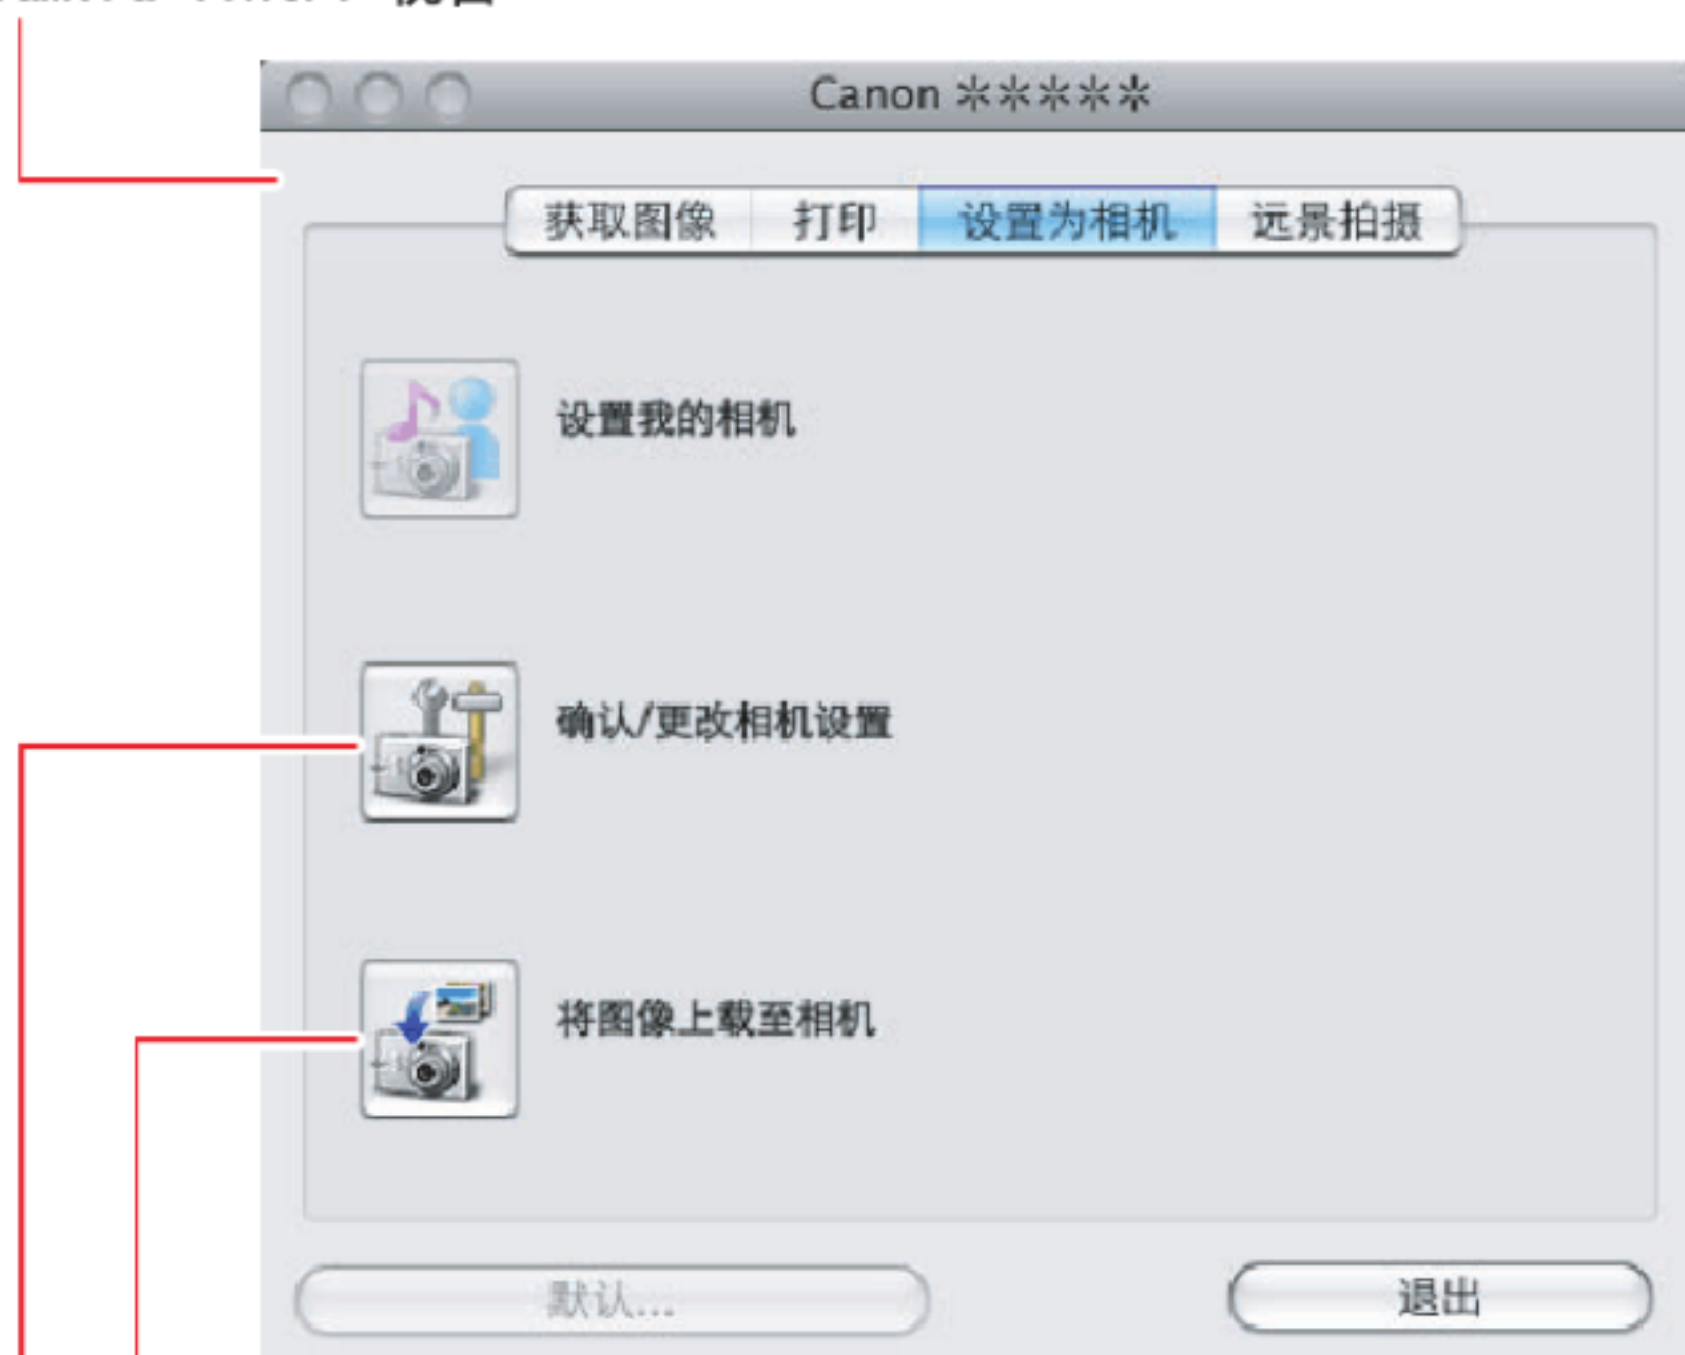 Canon ＊＊＊＊＊
获取图像 打印 设置为相机 远景拍摄
设置我的相机
确认/更改相机设置
将图像上载至相机
默认... 退出